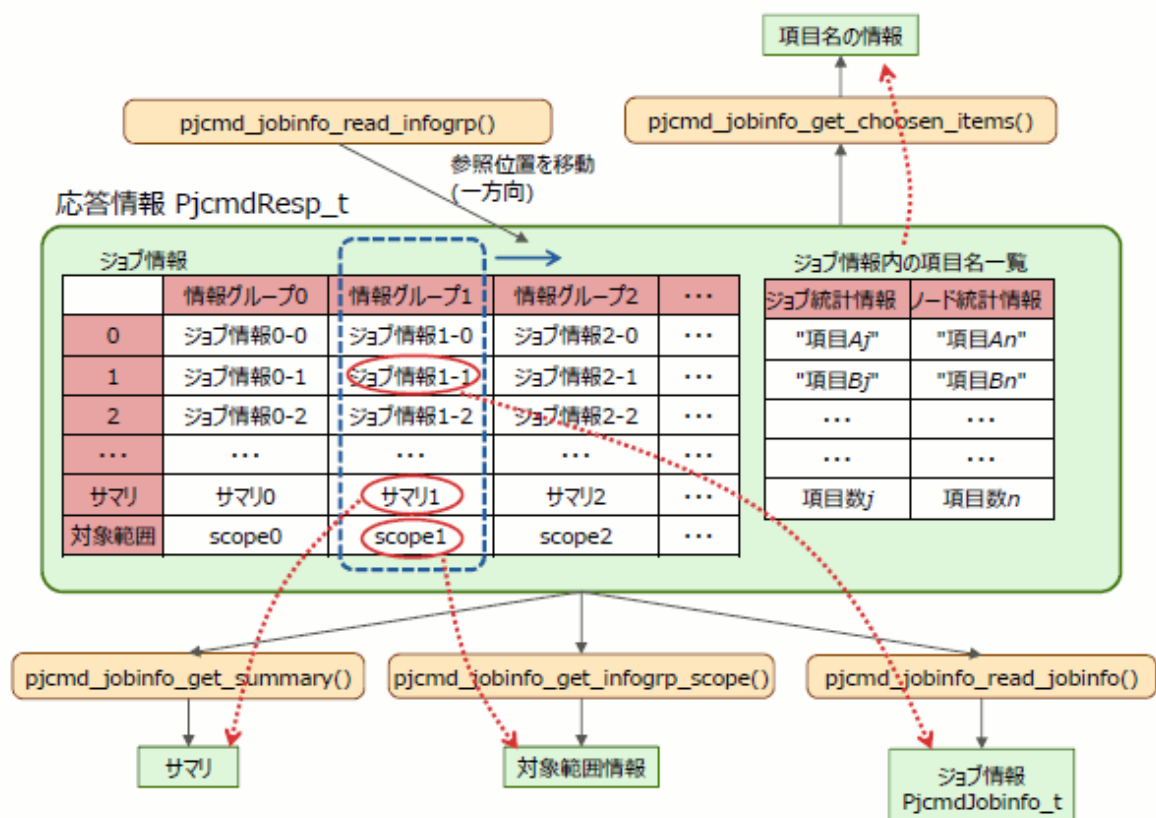 項目名の情報
pjcmd_jobinfo_read_infogrp()
pjcmd_jobinfo_get_choosen_items()
参照位置を移動
(一方向)
応答情報 PjcmdResp_t
ジョブ情報
情報グループ0 情報グループ1 情報グループ2 ・・・
0 ジョブ情報0-0 ジョブ情報1-0 ジョブ情報2-0 ・・・
1 ジョブ情報0-1 ジョブ情報1-1 ジョブ情報2-1 ・・・
2 ジョブ情報0-2 ジョブ情報1-2 ジョブ情報2-2 ・・・
・・・ ・・・ ・・・ ・・・ ・・・
サマリ サマリ0 サマリ1 サマリ2 ・・・
対象範囲 scope0 scope1 scope2 ・・・
ジョブ情報内の項目名一覧
ジョブ統計情報 ノード統計情報
"項目Aj" "項目An"
"項目Bj" "項目Bn"
・・・ ・・・
・・・ ・・・
項目数j 項目数n
pjcmd_jobinfo_get_summary()
pjcmd_jobinfo_get_infogrp_scope()
pjcmd_jobinfo_read_jobinfo()
サマリ
対象範囲情報
ジョブ情報
PjcmdJobinfo_t